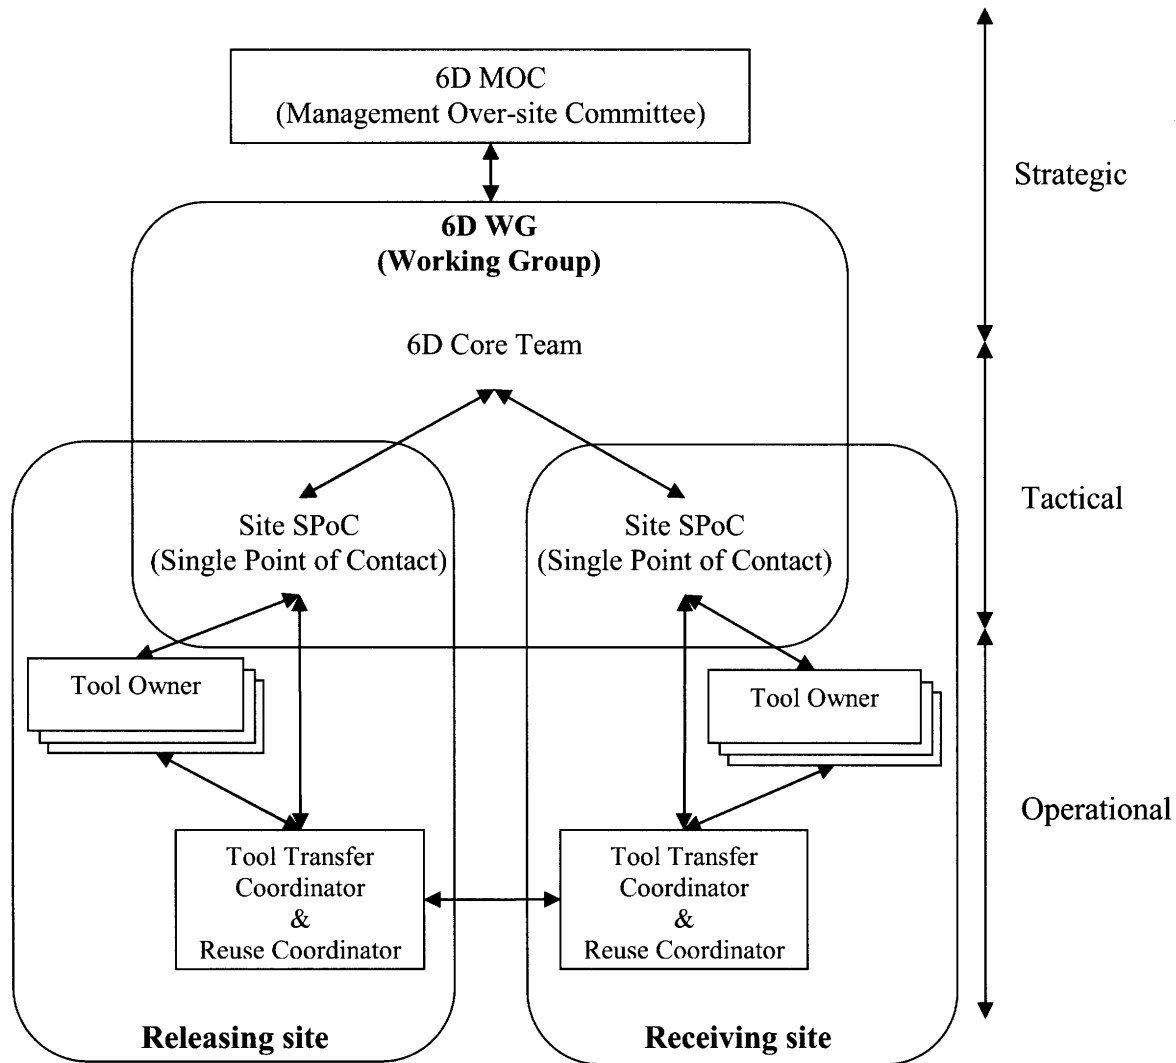 6D MOC
(Management Over-site Committee)
Strategic
6D WG
(Working Group)
6D Core Team
Tactical
Site SPoC
(Single Point of Contact)
Site SPoC
(Single Point of Contact)
Tool Owner
Tool Owner
Operational
Tool Transfer
Coordinator
&
Reuse Coordinator
Tool Transfer
Coordinator
&
Reuse Coordinator
Releasing site
Receiving site